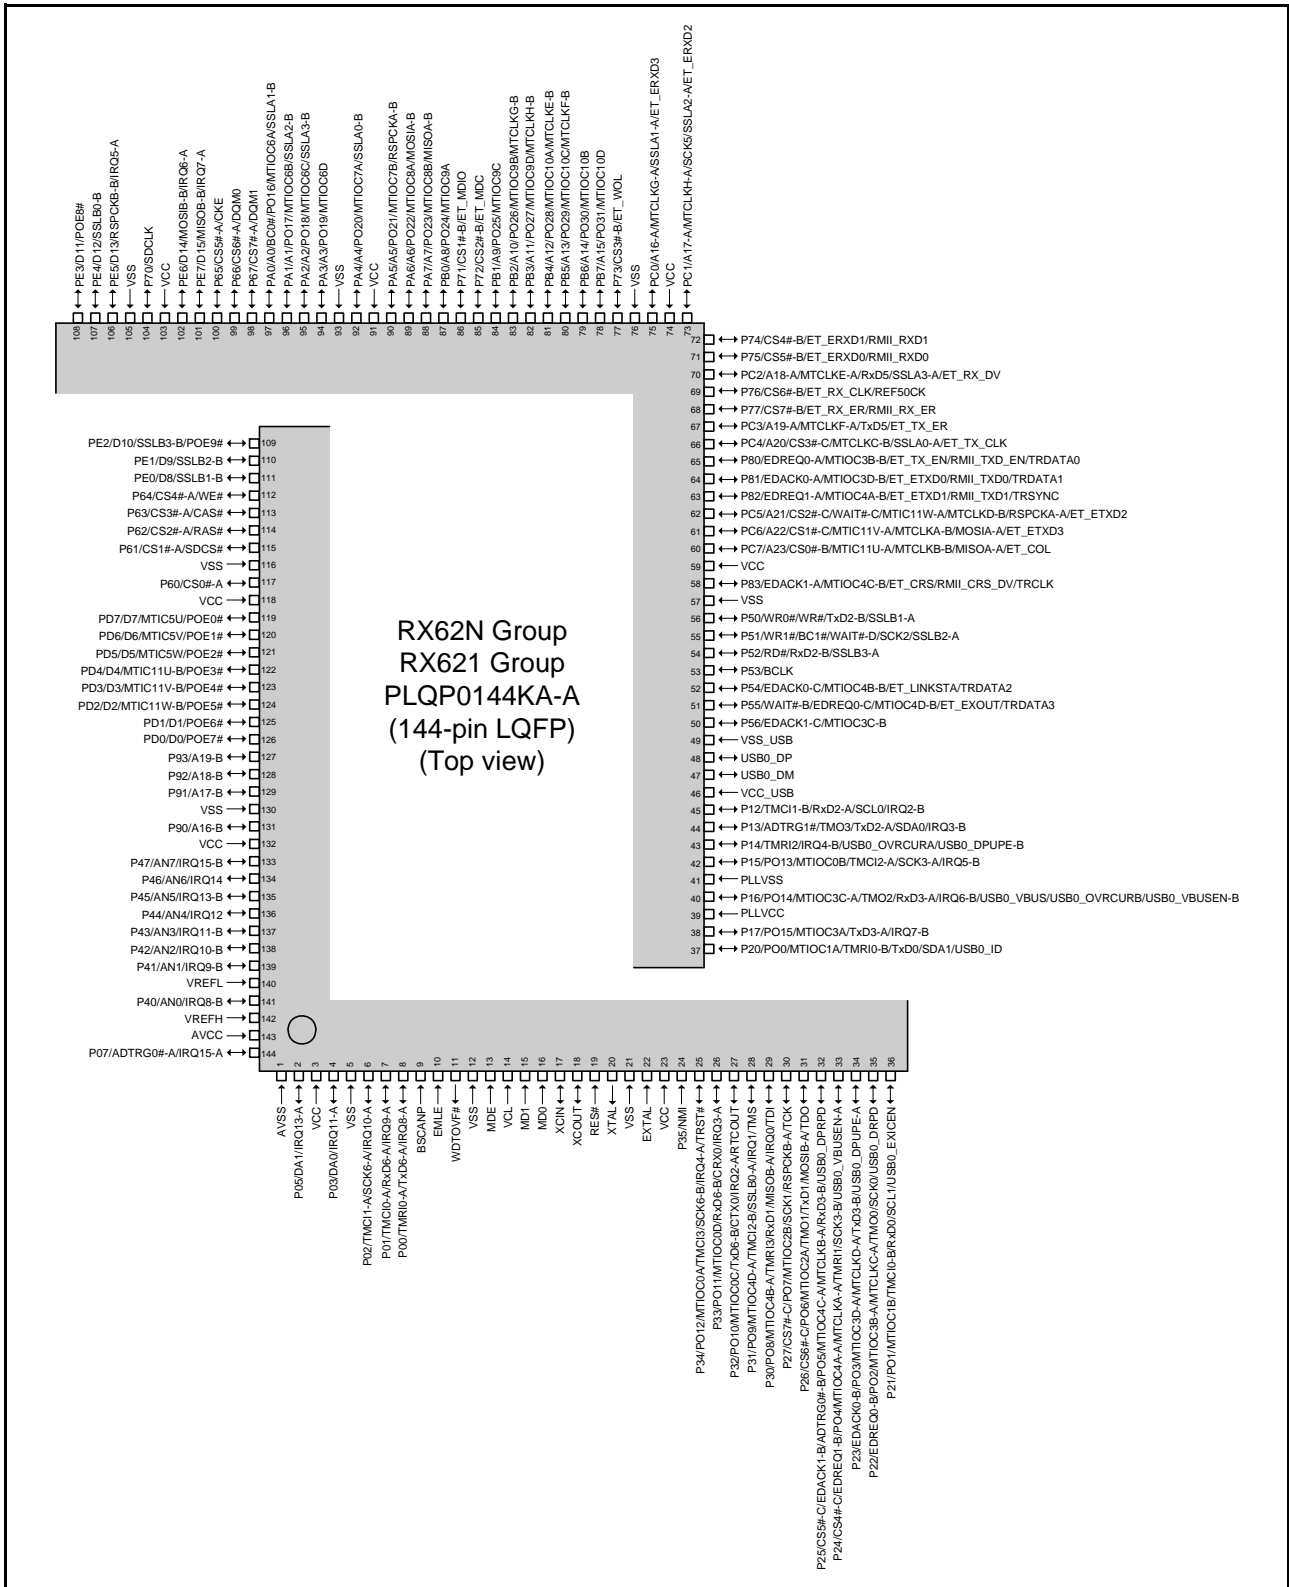 PE3/D11/POE8#
PE4/D12/SSLB0-B
PE5/D13/RSPCKB-B/IRQ5-A
VSS
P70/SDCLK
VCC
PE6/D14/MOSIB-B/IRQ6-A
PE7/D15/MISOB-B/IRQ7-A
P65/CS5#-A/CKE
P66/CS6#-A/DQM0
P67/CS7#-A/DQM1
PA0/A0/BC0#/PO16/MTIOC6A/SSLA1-B
PA1/A1/PO17/MTIOC6B/SSLA2-B
PA2/A2/PO18/MTIOC6C/SSLA3-B
PA3/A3/PO19/MTIOC6D
VSS
PA4/A4/PO20/MTIOC7A/SSLA0-B
VCC
PA5/A5/PO21/MTIOC7B/RSPCKA-B
PA6/A6/PO22/MTIOC8A/MOSIA-B
PA7/A7/PO23/MTIOC8B/MISOA-B
PB0/A8/PO24/MTIOC9A
P71/CS1#-B/ET_MDIO
P72/CS2#-B/ET_MDC
PB1/A9/PO25/MTIOC9C
PB2/A10/PO26/MTIOC9B/MTCLKG-B
PB3/A11/PO27/MTIOC9D/MTCLKH-B
PB4/A12/PO28/MTIOC10A/MTCLKE-B
PB5/A13/PO29/MTIOC10C/MTCLKF-B
PB6/A14/PO30/MTIOC10B
PB7/A15/PO31/MTIOC10D
P73/CS3#-B/ET_WOL
VSS
PC0/A16-A/MTCLKG-A/SSLA1-A/ET_ERXD3
VCC
PC1/A17-A/MTCLKH-A/SCK5/SSLA2-A/ET_ERXD2
108 107 106 105 104 103 102 101 100 99 98 97 96 95 94 93 92 91 90 89 88 87 86 85 84 83 82 81 80 79 78 77 76 75 74 73
72 P74/CS4#-B/ET_ERXD1/RMII_RXD1
71 P75/CS5#-B/ET_ERXD0/RMII_RXD0
70 PC2/A18-A/MTCLKE-A/RxD5/SSLA3-A/ET_RX_DV
69 P76/CS6#-B/ET_RX_CLK/REF50CK
68 P77/CS7#-B/ET_RX_ER/RMII_RX_ER
67 PC3/A19-A/MTCLKF-A/TxD5/ET_TX_ER
66 PC4/A20/CS3#-C/MTCLKC-B/SSLA0-A/ET_TX_CLK
65 P80/EDREQ0-A/MTIOC3B-B/ET_TX_EN/RMII_TXD_EN/TRDATA0
64 P81/EDACK0-A/MTIOC3D-B/ET_ETXD0/RMII_TXD0/TRDATA1
63 P82/EDREQ1-A/MTIOC4A-B/ET_ETXD1/RMII_TXD1/TRSYNC
62 PC5/A21/CS2#-C/WAIT#-C/MTIC11W-A/MTCLKD-B/RSPCKA-A/ET_ETXD2
61 PC6/A22/CS1#-C/MTIC11V-A/MTCLKA-B/MOSIA-A/ET_ETXD3
60 PC7/A23/CS0#-B/MTIC11U-A/MTCLKB-B/MISOA-A/ET_COL
59 VCC
58 P83/EDACK1-A/MTIOC4C-B/ET_CRS/RMII_CRS_DV/TRCLK
57 VSS
56 P50/WR0#/WR#/TxD2-B/SSLB1-A
55 P51/WR1#/BC1#/WAIT#-D/SCK2/SSLB2-A
54 P52/RD#/RxD2-B/SSLB3-A
53 P53/BCLK
52 P54/EDACK0-C/MTIOC4B-B/ET_LINKSTA/TRDATA2
51 P55/WAIT#-B/EDREQ0-C/MTIOC4D-B/ET_EXOUT/TRDATA3
50 P56/EDACK1-C/MTIOC3C-B
49 VSS_USB
48 USB0_DP
47 USB0_DM
46 VCC_USB
45 P12/TMCI1-B/RxD2-A/SCL0/IRQ2-B
44 P13/ADTRG1#/TMO3/TxD2-A/SDA0/IRQ3-B
43 P14/TMRI2/IRQ4-B/USB0_OVRCURA/USB0_DPUPE-B
42 P15/PO13/MTIOC0B/TMCI2-A/SCK3-A/IRQ5-B
41 PLLVSS
40 P16/PO14/MTIOC3C-A/TMO2/RxD3-A/IRQ6-B/USB0_VBUS/USB0_OVRCURB/USB0_VBUSEN-B
39 PLLVCC
38 P17/PO15/MTIOC3A/TxD3-A/IRQ7-B
37 P20/PO0/MTIOC1A/TMRI0-B/TxD0/SDA1/USB0_ID
PE2/D10/SSLB3-B/POE9# 109
PE1/D9/SSLB2-B 110
PE0/D8/SSLB1-B 111
P64/CS4#-A/WE# 112
P63/CS3#-A/CAS# 113
P62/CS2#-A/RAS# 114
P61/CS1#-A/SDCS# 115
VSS 116
P60/CS0#-A 117
VCC 118
PD7/D7/MTIC5U/POE0# 119
PD6/D6/MTIC5V/POE1# 120
PD5/D5/MTIC5W/POE2# 121
PD4/D4/MTIC11U-B/POE3# 122
PD3/D3/MTIC11V-B/POE4# 123
PD2/D2/MTIC11W-B/POE5# 124
PD1/D1/POE6# 125
PD0/D0/POE7# 126
P93/A19-B 127
P92/A18-B 128
P91/A17-B 129
VSS 130
P90/A16-B 131
VCC 132
P47/AN7/IRQ15-B 133
P46/AN6/IRQ14 134
P45/AN5/IRQ13-B 135
P44/AN4/IRQ12 136
P43/AN3/IRQ11-B 137
P42/AN2/IRQ10-B 138
P41/AN1/IRQ9-B 139
VREFL 140
P40/AN0/IRQ8-B 141
VREFH 142
AVCC 143
P07/ADTRG0#-A/IRQ15-A 144
RX62N Group
RX621 Group
PLQP0144KA-A
(144-pin LQFP)
(Top view)
1 2 3 4 5 6 7 8 9 10 11 12 13 14 15 16 17 18 19 20 21 22 23 24 25 26 27 28 29 30 31 32 33 34 35 36
AVSS
P05/DA1/IRQ13-A
VCC
P03/DA0/IRQ11-A
VSS
P02/TMCI1-A/SCK6-A/IRQ10-A
P01/TMCI0-A/RxD6-A/IRQ9-A
P00/TMRI0-A/TxD6-A/IRQ8-A
BSCANP
EMLE
WDTOVF#
VSS
MDE
VCL
MD1
MD0
XCIN
XCOUT
RES#
XTAL
VSS
EXTAL
VCC
P35/NMI
P34/PO12/MTIOC0A/TMCI3/SCK6-B/IRQ4-A/TRST#
P33/PO11/MTIOC0D/RxD6-B/CRX0/IRQ3-A
P32/PO10/MTIOC0C/TxD6-B/CTX0/IRQ2-A/RTCOUT
P31/PO9/MTIOC4D-A/TMCI2-B/SSLB0-A/IRQ1/TMS
P30/PO8/MTIOC4B-A/TMRI3/RxD1/MISOB-A/IRQ0/TDI
P27/CS7#-C/PO7/MTIOC2B/SCK1/RSPCKB-A/TCK
P26/CS6#-C/PO6/MTIOC2A/TMO1/TxD1/MOSIB-A/TDO
P25/CS5#-C/EDACK1-B/ADTRG0#-B/PO5/MTIOC4C-A/MTCLKB-A/RxD3-B/USB0_DPRPD
P24/CS4#-C/EDREQ1-B/PO4/MTIOC4A-A/MTCLKA-A/TMRI1/SCK3-B/USB0_VBUSEN-A
P23/EDACK0-B/PO3/MTIOC3D-A/MTCLKD-A/TxD3-B/USB0_DPUPE-A
P22/EDREQ0-B/PO2/MTIOC3B-A/MTCLKC-A/TMO0/SCK0/USB0_DRPD
P21/PO1/MTIOC1B/TMCI0-B/RxD0/SCL1/USB0_EXICEN